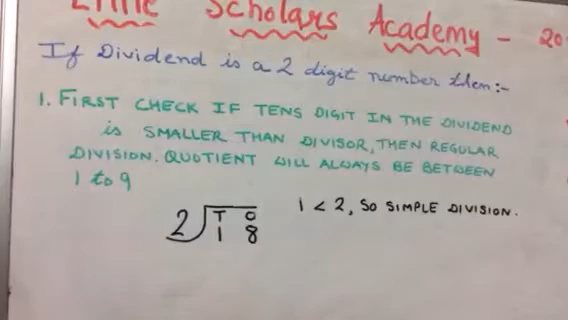 Little Scholars Academy - 20
If Dividend is a 2 digit number then:-
1. FIRST CHECK IF TENS DIGIT IN THE DIVIDEND
is SMALLER THAN DIVISOR, THEN REGULAR
DIVISION. QUOTIENT WILL ALWAYS BE BETWEEN
1 to 9
1 < 2, SO SIMPLE DIVISION.
T O
2 1 8